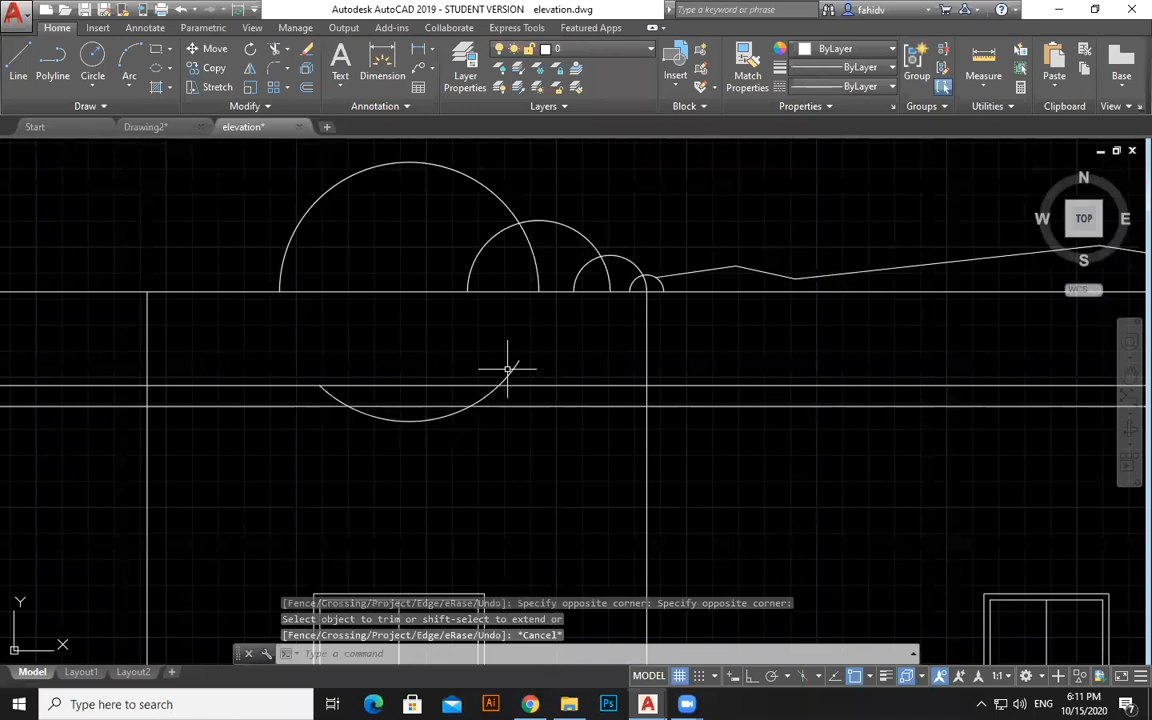 Autodesk AutoCAD 2019 - STUDENT VERSION elevation.dwg
Type a keyword or phrase
fahidv
Home Insert Annotate Parametric View Manage Output Add-ins Collaborate Express Tools Featured Apps
Line Polyline Circle Arc
Move
Copy
Stretch
Text Dimension
Layer Properties
0
Insert
Match Properties
ByLayer
ByLayer
ByLayer
Group
Measure
Paste
Base
Draw Modify Annotation Layers Block Properties Groups Utilities Clipboard View
Start Drawing2* elevation*
N
W TOP E
S
WCS
Y
X
[Fence/Crossing/Project/Edge/eRase/Undo]: Specify opposite corner: Specify opposite corner:
Select object to trim or shift-select to extend or
[Fence/Crossing/Project/Edge/eRase/Undo]: *Cancel*
Type a command
Model Layout1 Layout2
MODEL
1:1
Type here to search
Ai
Ps
A
ENG
6:11 PM
10/15/2020
7